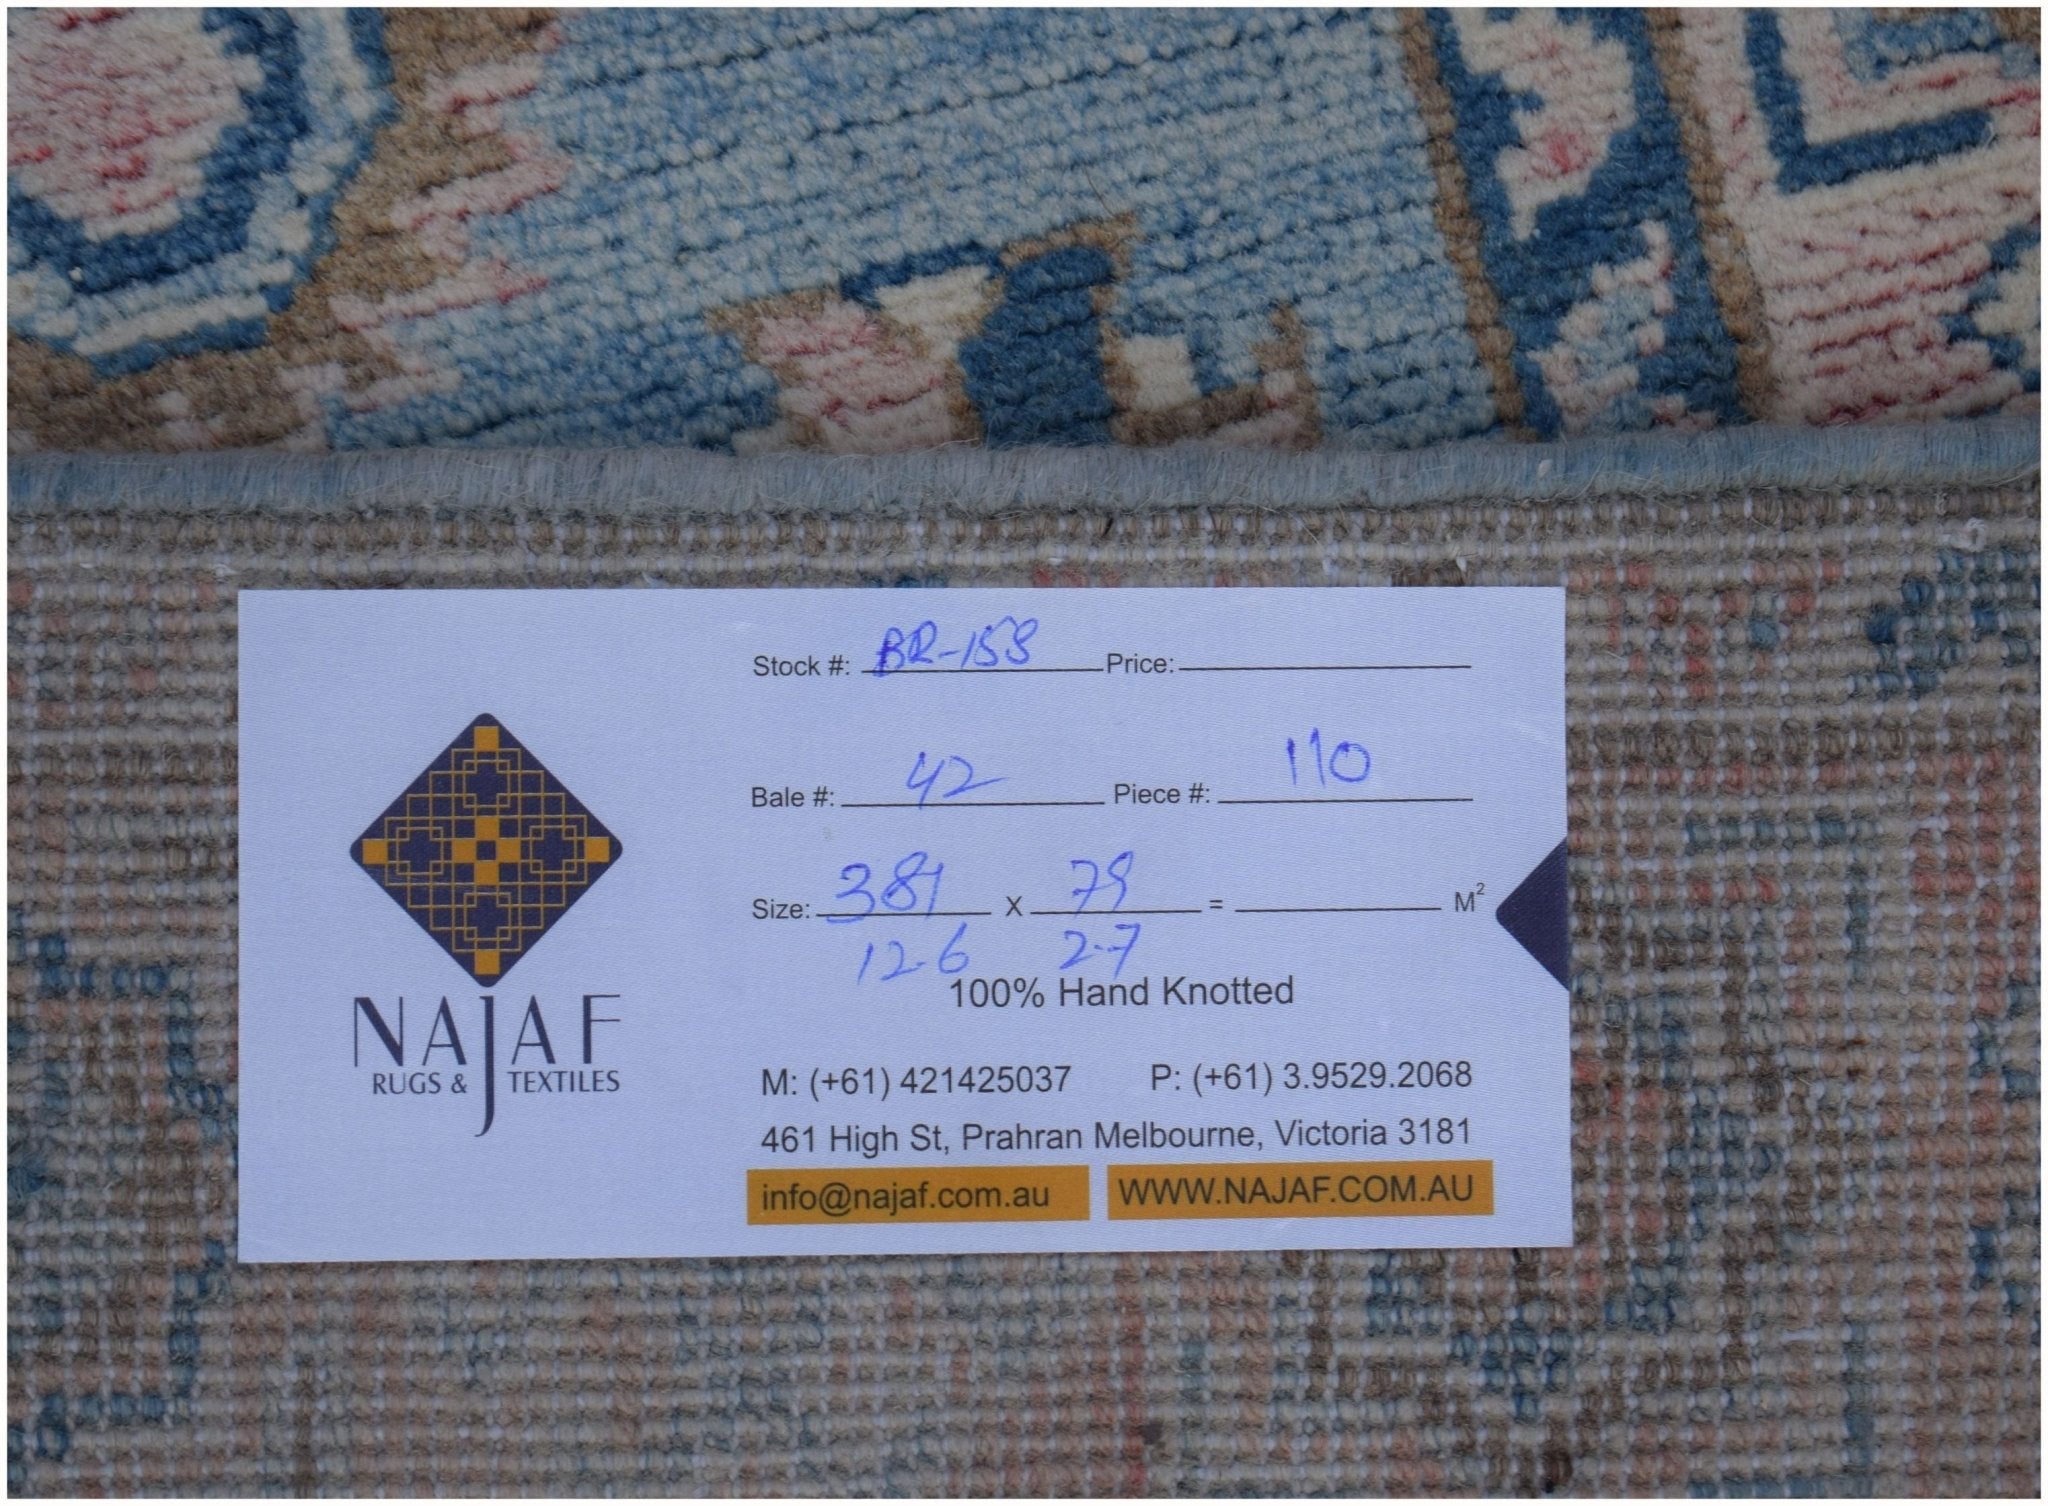 Stock #: BR-158 Price:
Bale #: 42 Piece #: 110
Size: 381 X 79 = M²
12.6 2.7
100% Hand Knotted
NAJAF
RUGS & TEXTILES
M: (+61) 421425037 P: (+61) 3.9529.2068
461 High St, Prahran Melbourne, Victoria 3181
info@najaf.com.au WWW.NAJAF.COM.AU